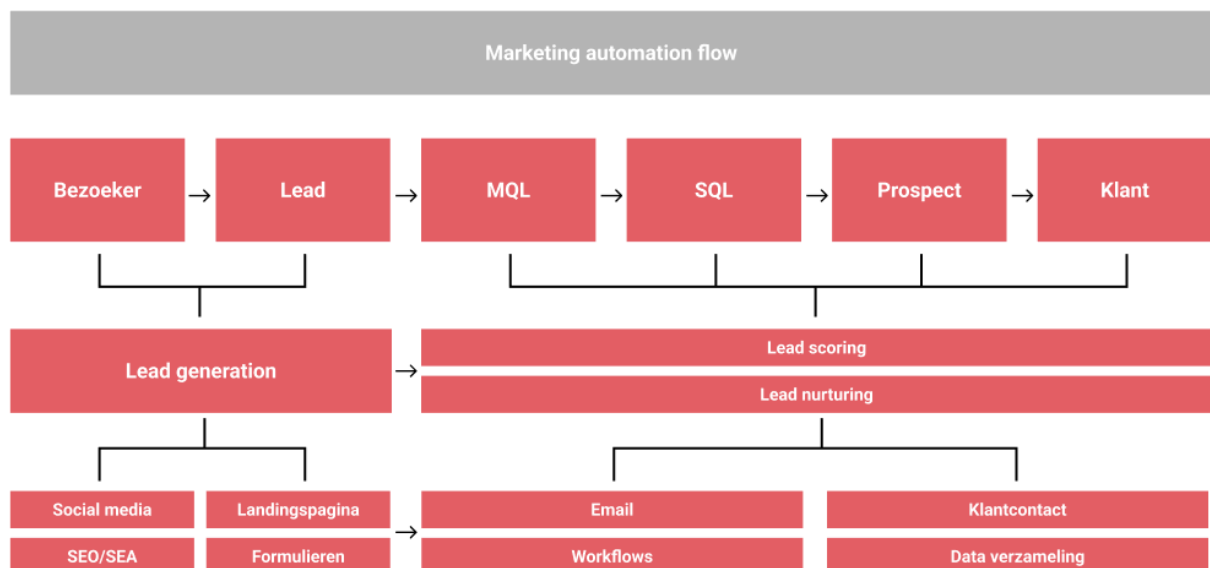 Marketing automation flow
Bezoeker
Lead
MQL
SQL
Prospect
Klant
Lead generation
Lead scoring
Lead nurturing
Social media
Landingspagina
Email
Klantcontact
SEO/SEA
Formulieren
Workflows
Data verzameling